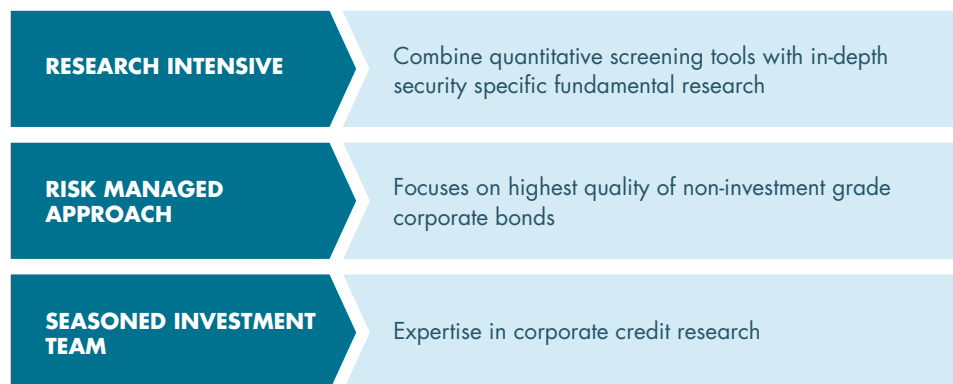 RESEARCH INTENSIVE
Combine quantitative screening tools with in-depth
security specific fundamental research
RISK MANAGED
APPROACH
Focuses on highest quality of non-investment grade
corporate bonds
SEASONED INVESTMENT
TEAM
Expertise in corporate credit research